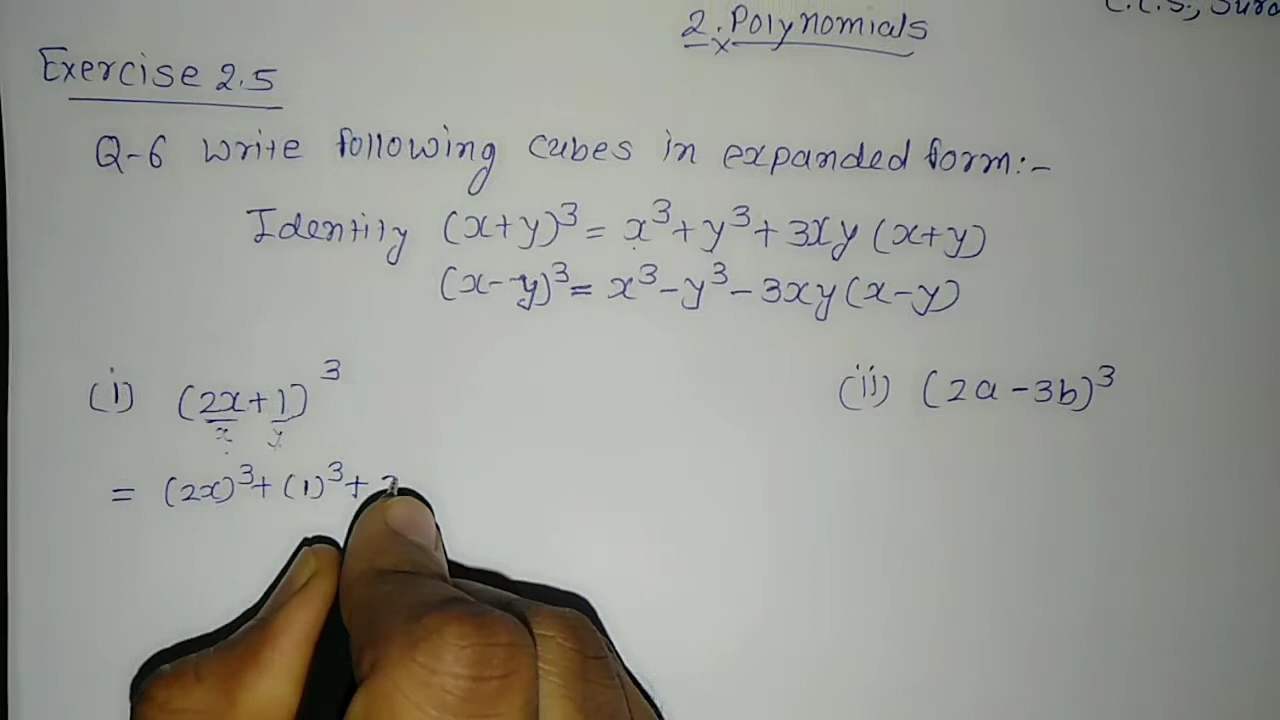 2. Polynomials
Exercise 2.5
Q-6 Write following cubes in expanded form:-
Identity (x+y)³ = x³+y³+3xy(x+y)
(x-y)³ = x³-y³-3xy(x-y)
(i) (2x+1)³
x y
(ii) (2a-3b)³
= (2x)³+(1)³+